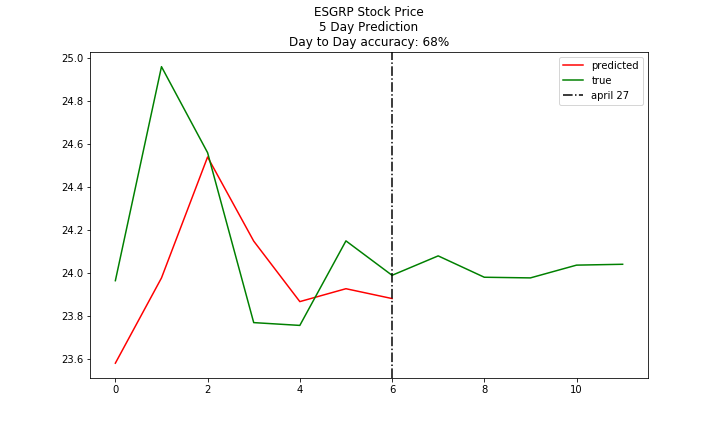 ESGRP Stock Price
5 Day Prediction
Day to Day accuracy: 68%
predicted
true
april 27
25.0
24.8
24.6
24.4
24.2
24.0
23.8
23.6
0
2
4
6
8
10